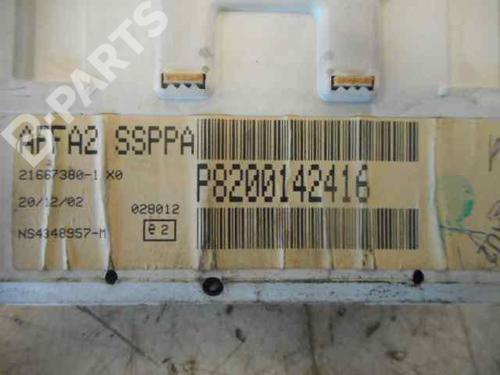 D-PARTS
AFFA2 SSPPA
21667380-1 X0
20/12/02
028012
NS4348957-M
e2
P8200142416